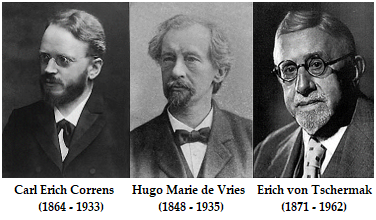 Carl Erich Correns Hugo Marie de Vries Erich von Tschermak
(1864 - 1933) (1848 - 1935) (1871 - 1962)